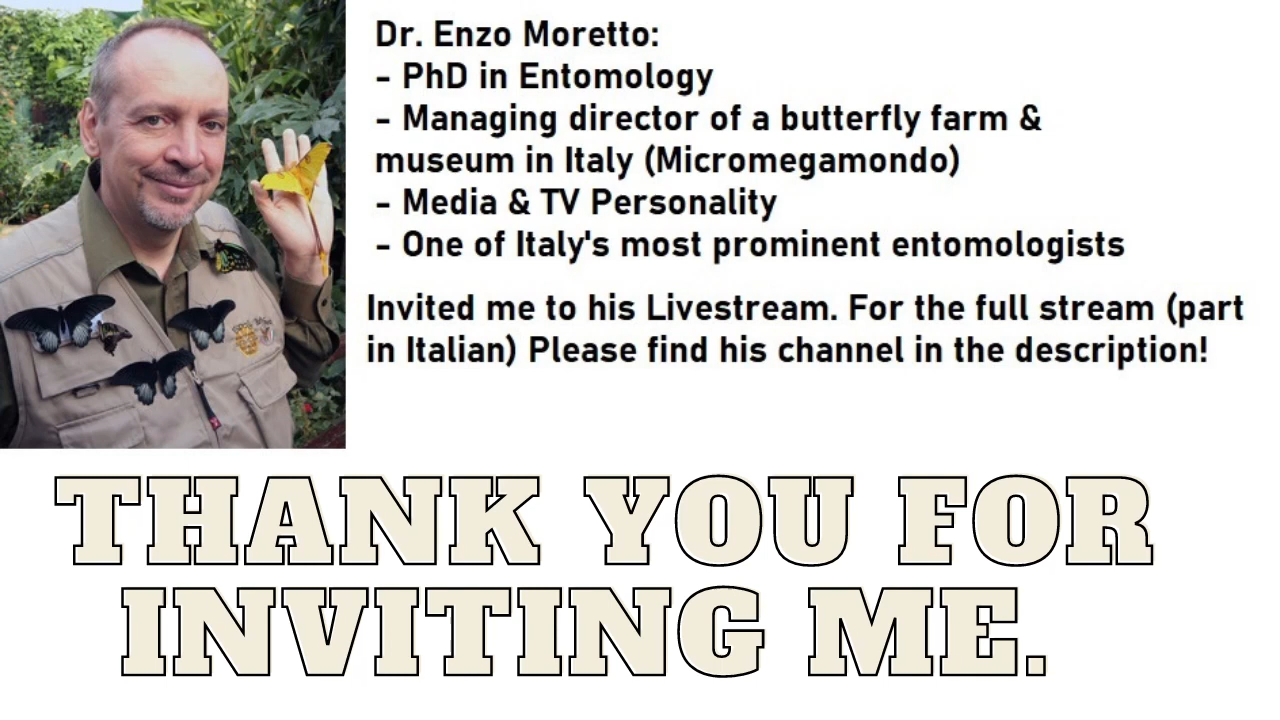 Dr. Enzo Moretto:
- PhD in Entomology
- Managing director of a butterfly farm &
museum in Italy (Micromegamondo)
- Media & TV Personality
- One of Italy's most prominent entomologists
Invited me to his Livestream. For the full stream (part
in Italian) Please find his channel in the description!
THANK YOU FOR
INVITING ME.